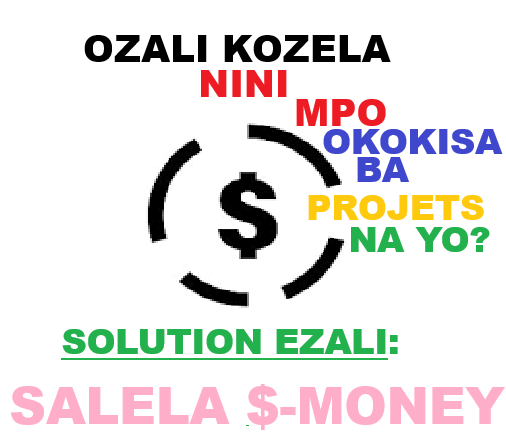 OZALI KOZELA
NINI
MPO
OKOKISA
BA
PROJETS
NA YO?
$
SOLUTION EZALI:
SALELA $-MONEY